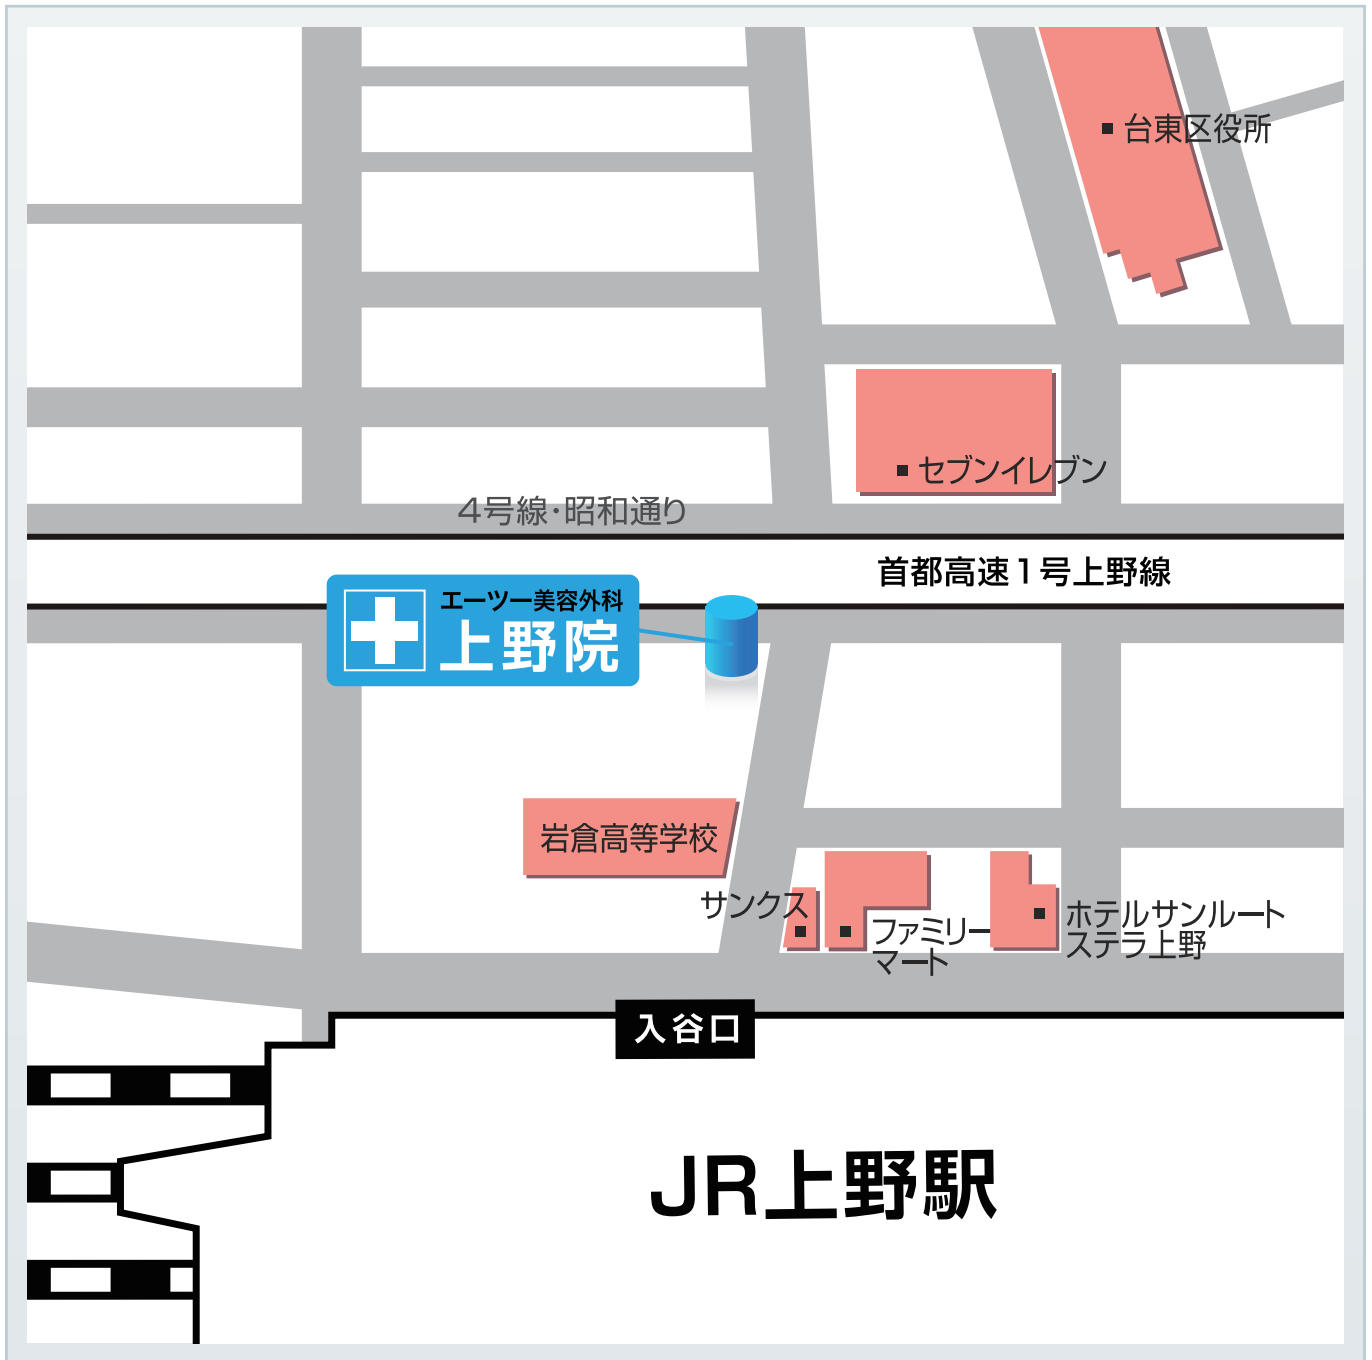 台東区役所
セブンイレブン
4号線・昭和通り
首都高速1号上野線
エーツー美容外科
上野院
岩倉高等学校
サンクス
ファミリー
マート
ホテルサンルート
ステラ上野
入谷口
JR上野駅